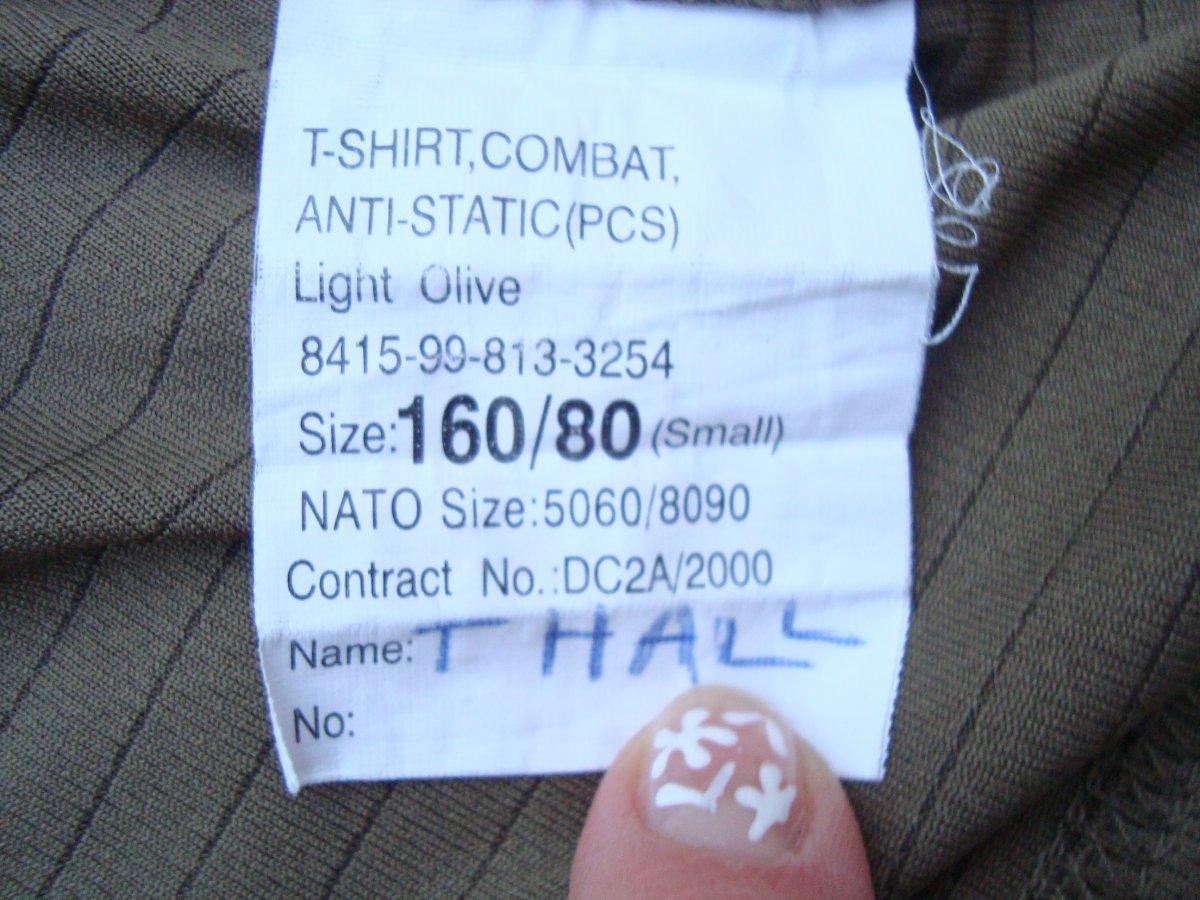 T-SHIRT,COMBAT,
ANTI-STATIC(PCS)
Light Olive
8415-99-813-3254
Size:160/80 (Small)
NATO Size:5060/8090
Contract No.:DC2A/2000
Name: T HALL
No: